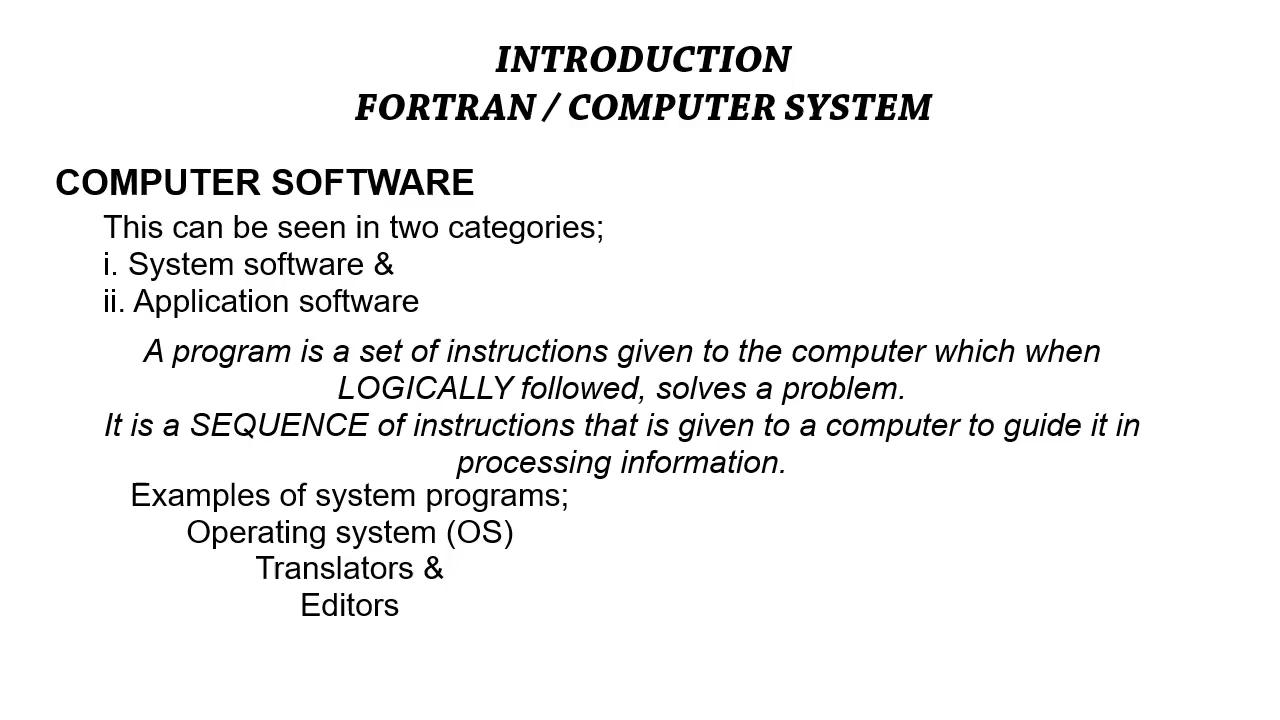 INTRODUCTION
FORTRAN / COMPUTER SYSTEM
COMPUTER SOFTWARE
This can be seen in two categories;
i. System software &
ii. Application software
A program is a set of instructions given to the computer which when
LOGICALLY followed, solves a problem.
It is a SEQUENCE of instructions that is given to a computer to guide it in
processing information.
Examples of system programs;
Operating system (OS)
Translators &
Editors